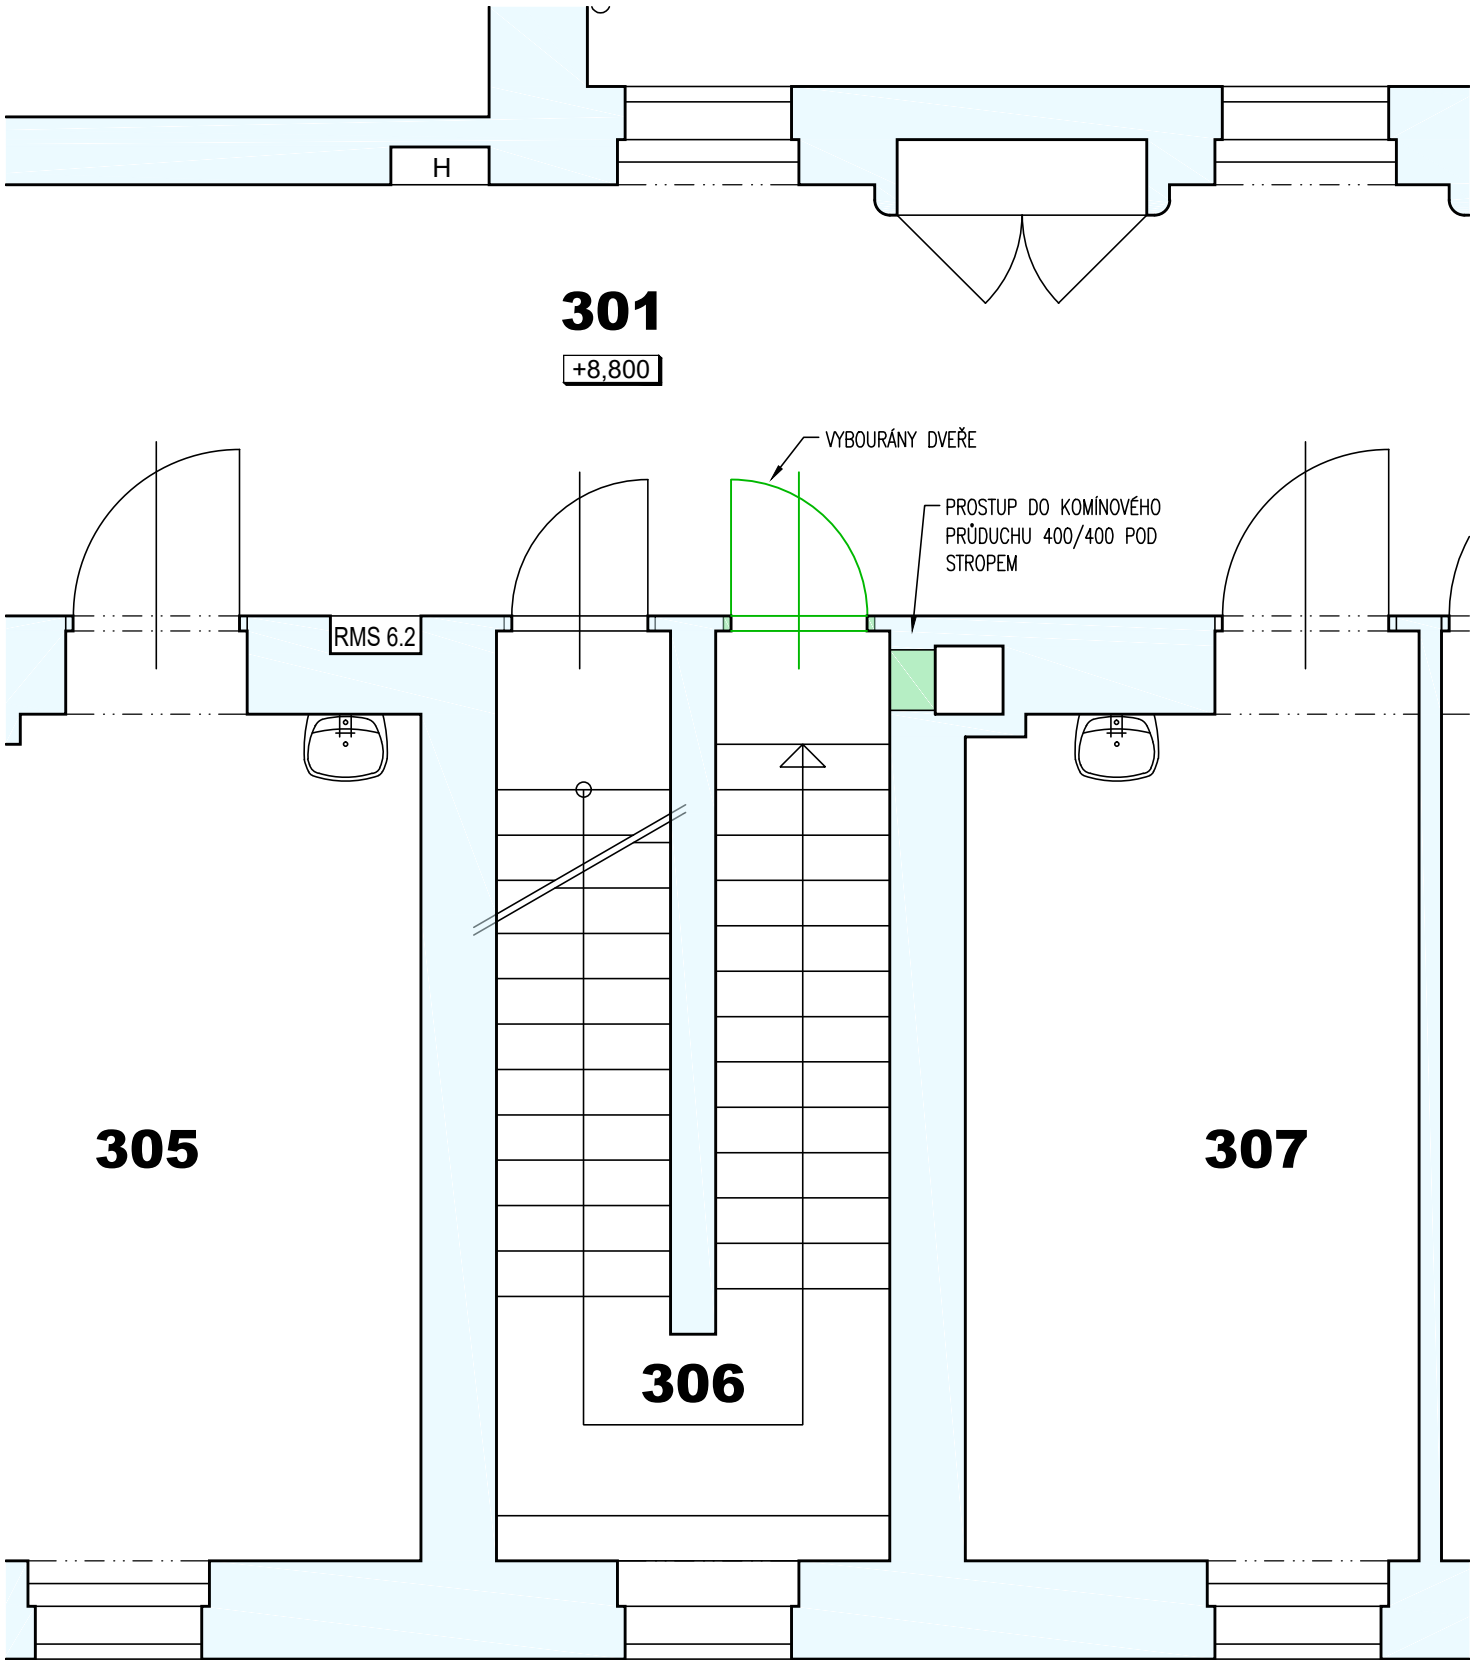 H
301
+8,800
VYBOURÁNY DVEŘE
PROSTUP DO KOMÍNOVÉHO
PRŮDUCHU 400/400 POD
STROPEM
RMS 6.2
305
307
306